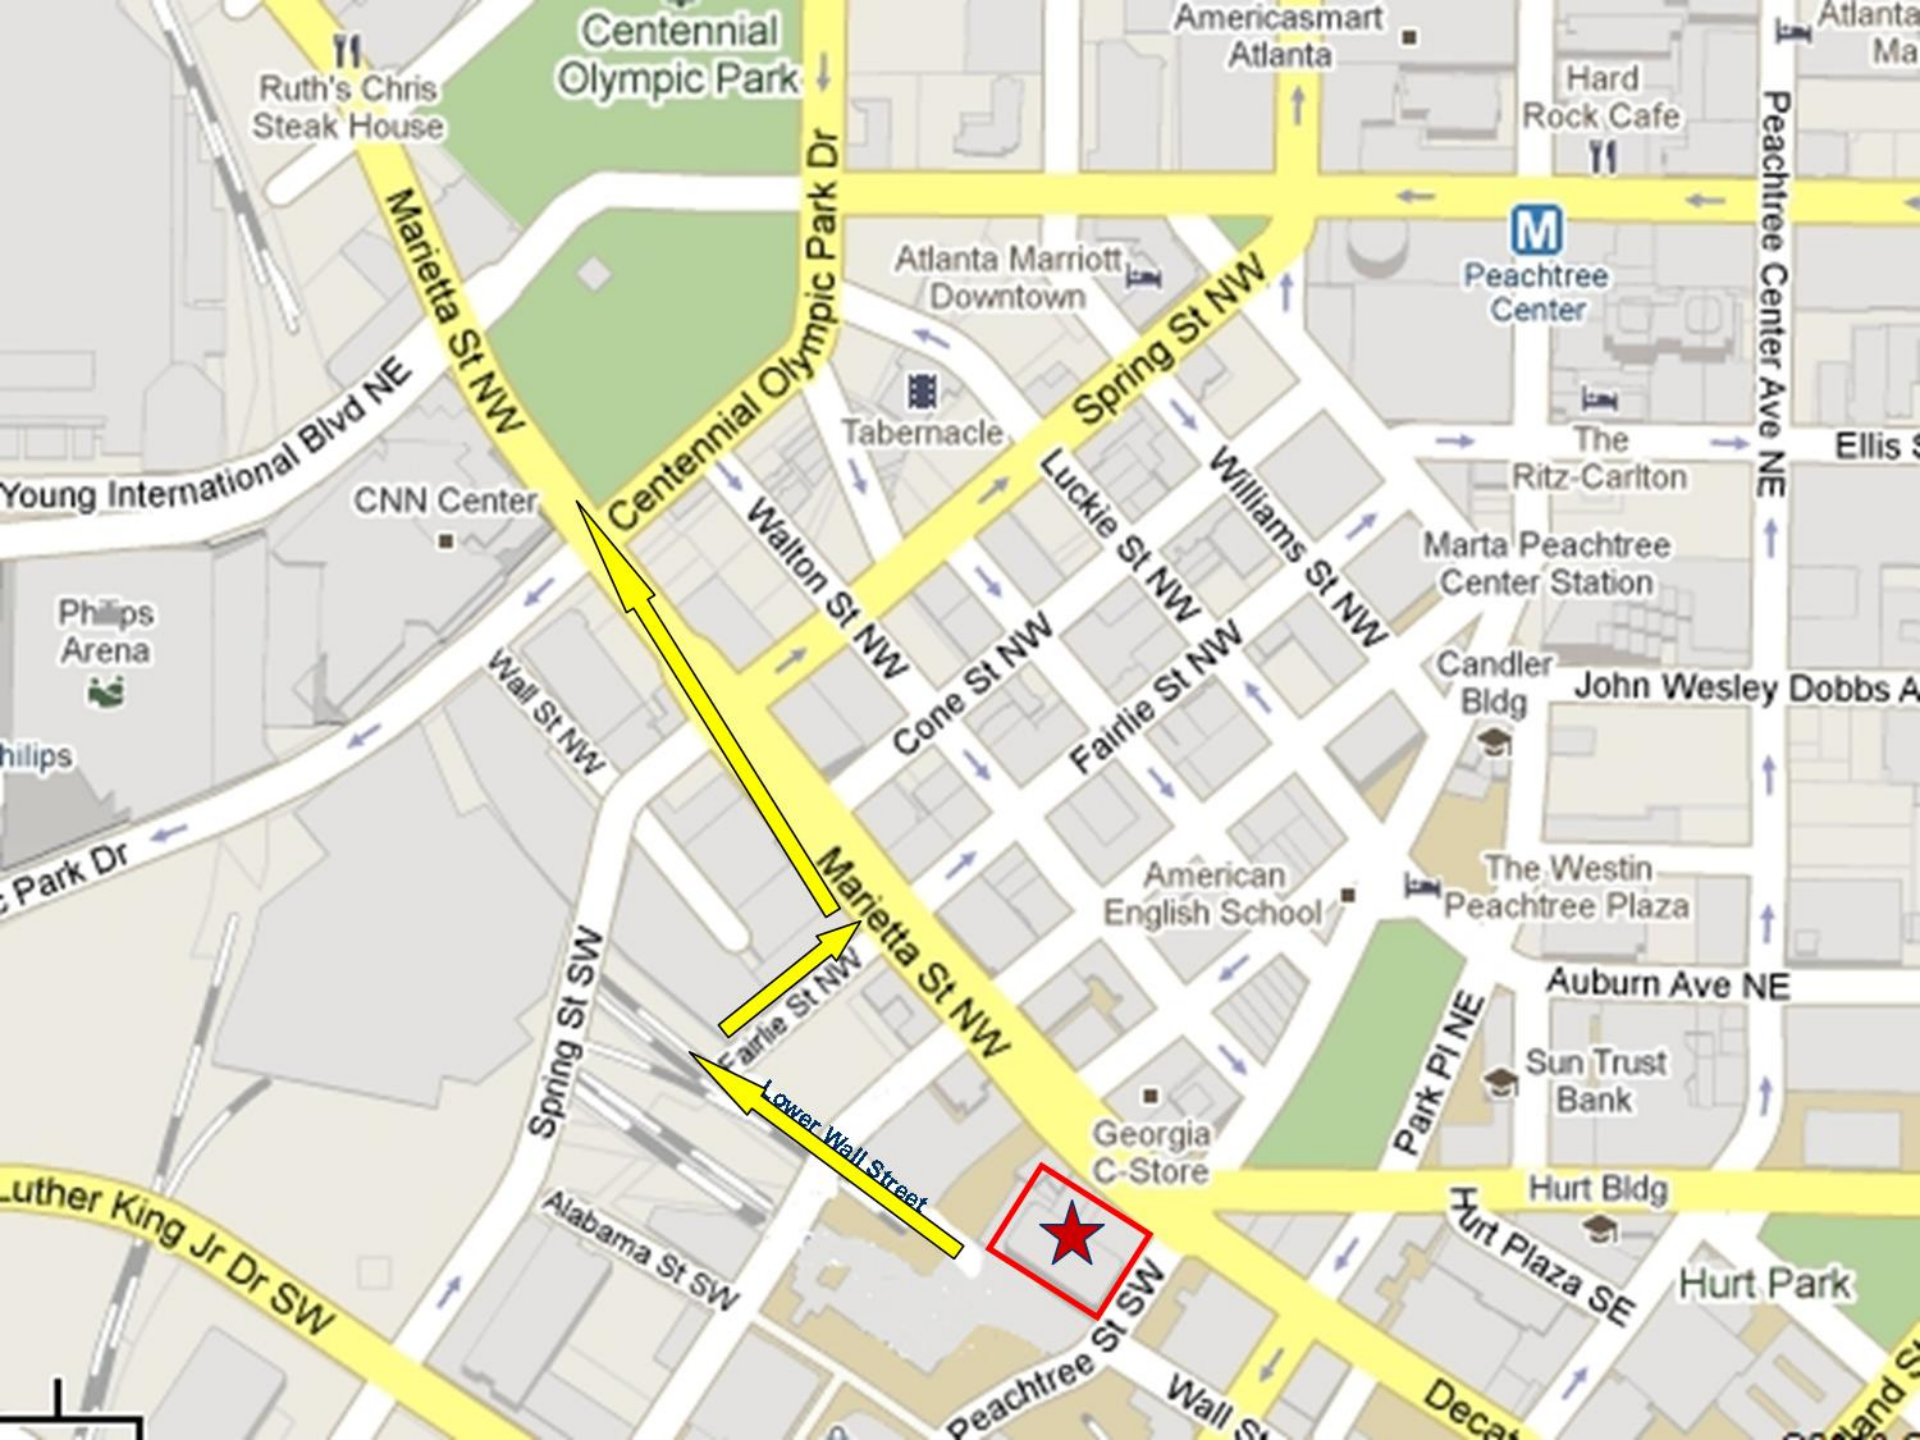 Centennial
Olympic Park
Americasmart
Atlanta
Atlanta
Ma
Ruth's Chris
Steak House
Hard
Rock Cafe
Peachtree Center Ave NE
Marietta St NW
Centennial Olympic Park Dr
Atlanta Marriott
Downtown
M
Peachtree
Center
Spring St NW
Young International Blvd NE
Tabernacle
The
Ritz-Carlton
Ellis S
CNN Center
Luckie St NW
Williams St NW
Walton St NW
Marta Peachtree
Center Station
Philips
Arena
hilips
Wall St NW
Cone St NW
Fairlie St NW
Candler
Bldg
John Wesley Dobbs A
c Park Dr
Marietta St NW
American
English School
The Westin
Peachtree Plaza
Spring St SW
Fairlie St NW
Auburn Ave NE
Park Pl NE
Sun Trust
Bank
Lower Wall Street
Georgia
C-Store
Hurt Bldg
Luther King Jr Dr SW
Alabama St SW
Hurt Plaza SE
Hurt Park
Peachtree St SW
Wall St
Decat
land S